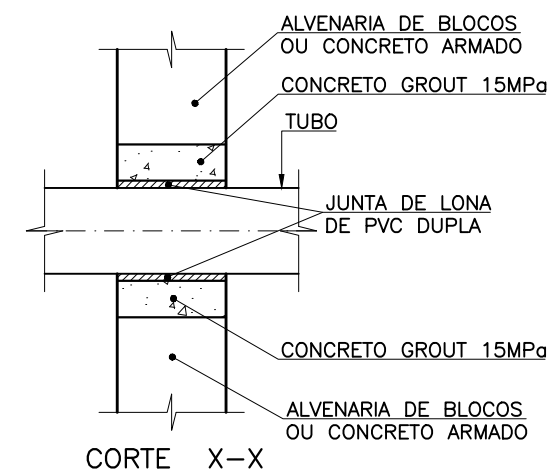 ALVENARIA DE BLOCOS
OU CONCRETO ARMADO
CONCRETO GROUT 15MPa
TUBO
JUNTA DE LONA
DE PVC DUPLA
CONCRETO GROUT 15MPa
ALVENARIA DE BLOCOS
OU CONCRETO ARMADO
CORTE X-X